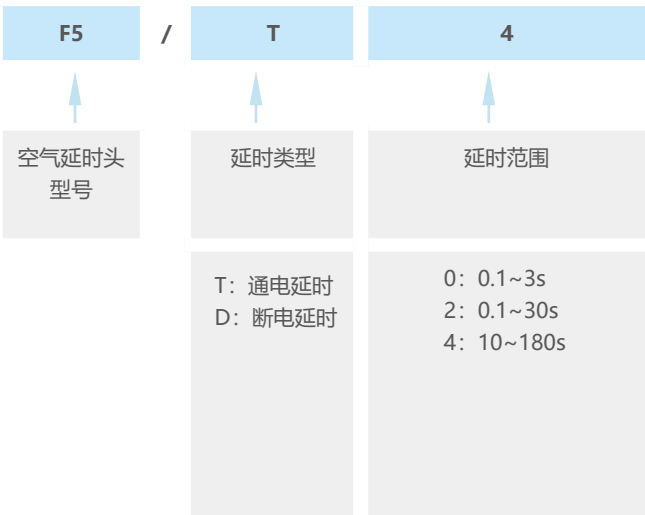 F5 / T 4
空气延时头
型号
延时类型
延时范围
T：通电延时
D：断电延时
0：0.1~3s
2：0.1~30s
4：10~180s